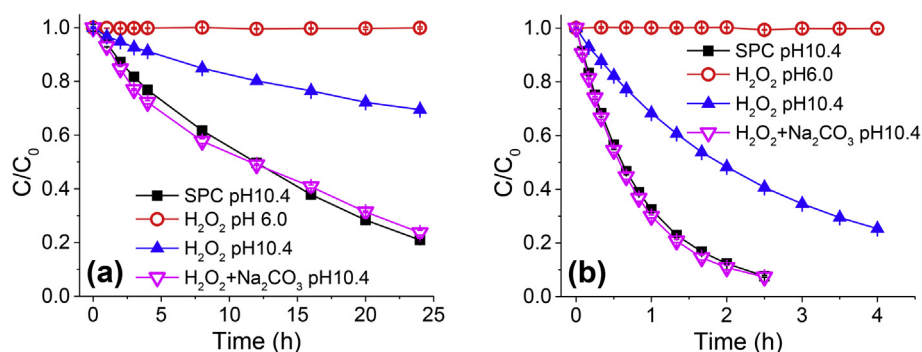 1.0
0.8
0.6
0.4
0.2
0.0
C/C₀
SPC pH10.4
H₂O₂ pH 6.0
H₂O₂ pH10.4
H₂O₂+Na₂CO₃ pH10.4
(a)
0 5 10 15 20 25
Time (h)
1.0
0.8
0.6
0.4
0.2
0.0
C/C₀
SPC pH10.4
H₂O₂ pH6.0
H₂O₂ pH10.4
H₂O₂+Na₂CO₃ pH10.4
(b)
0 1 2 3 4
Time (h)